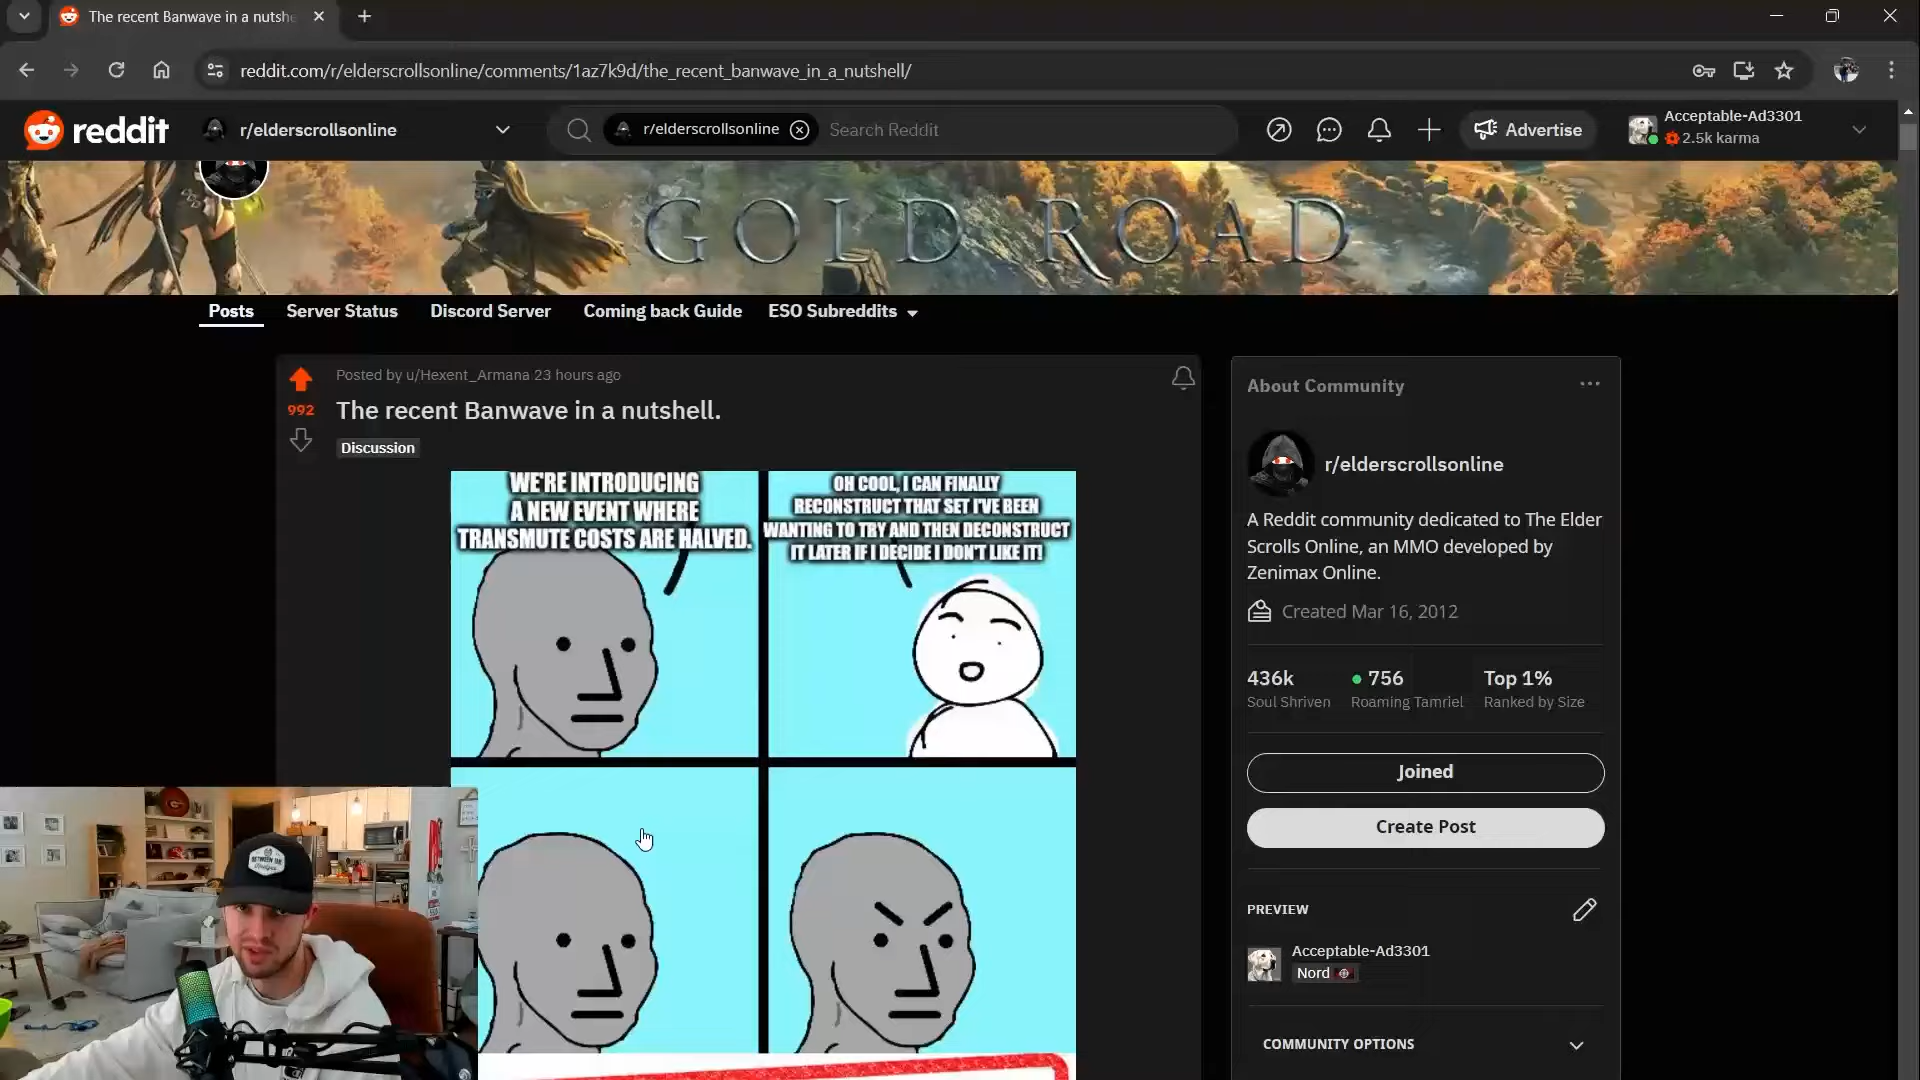 The recent Banwave in a nutshe
reddit.com/r/elderscrollsonline/comments/1az7k9d/the_recent_banwave_in_a_nutshell/
reddit
r/elderscrollsonline
r/elderscrollsonline
Search Reddit
Advertise
Acceptable-Ad3301
2.5k karma
GOLD ROAD
Posts
Server Status
Discord Server
Coming back Guide
ESO Subreddits
Posted by u/Hexent_Armana 23 hours ago
992
The recent Banwave in a nutshell.
Discussion
WE'RE INTRODUCING
A NEW EVENT WHERE
TRANSMUTE COSTS ARE HALVED.
OH COOL, I CAN FINALLY
RECONSTRUCT THAT SET I'VE BEEN
WANTING TO TRY AND THEN DECONSTRUCT
IT LATER IF I DECIDE I DON'T LIKE IT!
About Community
r/elderscrollsonline
A Reddit community dedicated to The Elder
Scrolls Online, an MMO developed by
Zenimax Online.
Created Mar 16, 2012
436k
Soul Shriven
756
Roaming Tamriel
Top 1%
Ranked by Size
Joined
Create Post
PREVIEW
Acceptable-Ad3301
Nord
COMMUNITY OPTIONS
BETWEEN THE